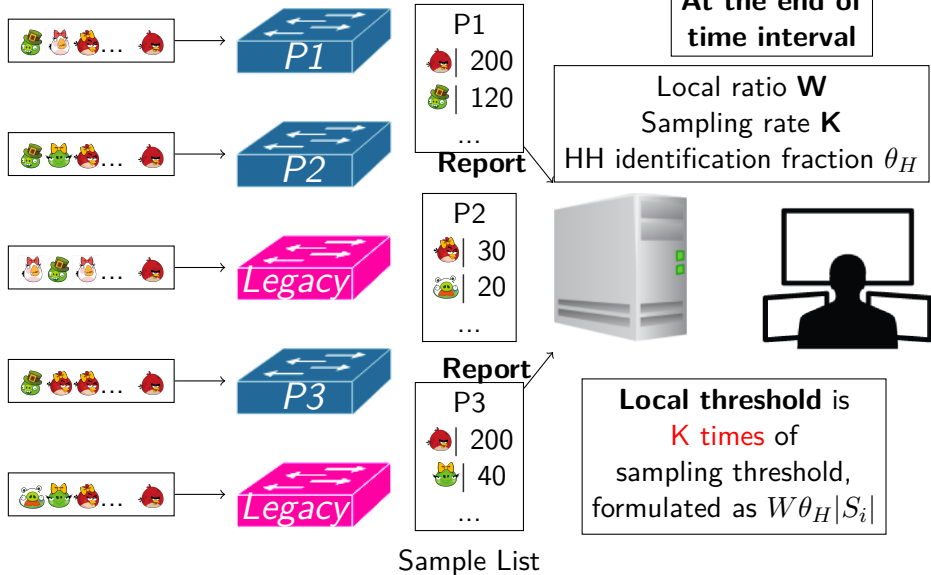 At the end of
time interval
... P1
P1
200
120
...
Report
Local ratio W
Sampling rate K
HH identification fraction θ_H
... P2
P2
30
20
...
... Legacy
... P3
Report
P3
200
40
...
... Legacy
Local threshold is
K times of
sampling threshold,
formulated as Wθ_H|S_i|
Sample List